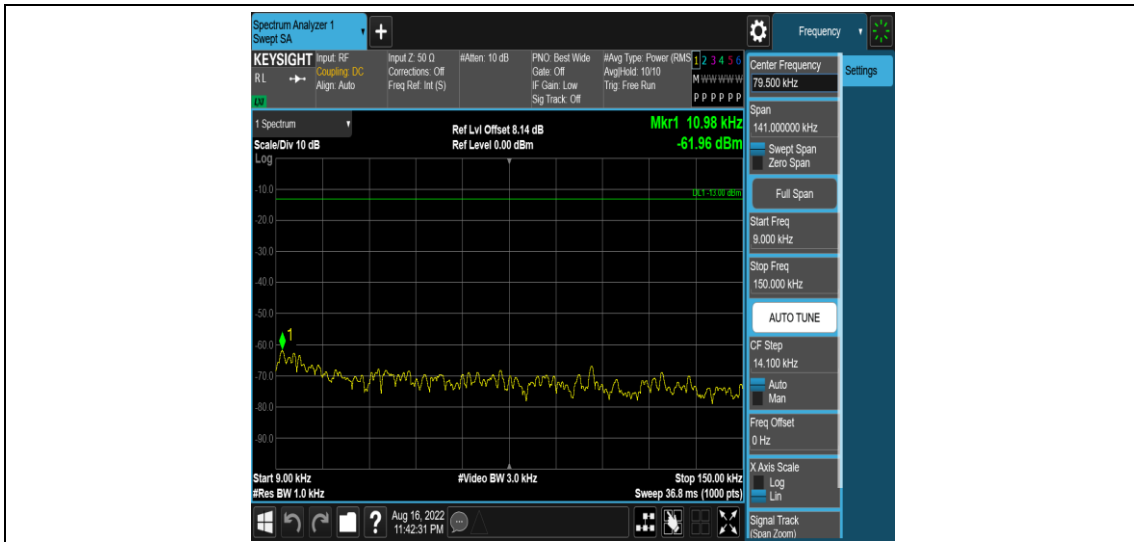 Spectrum Analyzer 1
Swept SA
Frequency
KEYSIGHT
RL
LM
Input: RF
Coupling: DC
Align: Auto
Input Z: 50 Ω
Corrections: Off
Freq Ref: Int (S)
#Atten: 10 dB
PNO: Best Wide
Gate: Off
IF Gain: Low
Sig Track: Off
#Avg Type: Power (RMS
Avg|Hold: 10/10
Trig: Free Run
1 2 3 4 5 6
M W W W W W
P P P P P P
1 Spectrum
Scale/Div 10 dB
Log
Ref Lvl Offset 8.14 dB
Ref Level 0.00 dBm
Mkr1 10.98 kHz
-61.96 dBm
DL1 -13.00 dBm
-10.0
-20.0
-30.0
-40.0
-50.0
-60.0
-70.0
-80.0
-90.0
1
Start 9.00 kHz
#Res BW 1.0 kHz
#Video BW 3.0 kHz
Stop 150.00 kHz
Sweep 36.8 ms (1000 pts)
Aug 16, 2022
11:42:31 PM
Center Frequency
79.500 kHz
Settings
Span
141.000000 kHz
Swept Span
Zero Span
Full Span
Start Freq
9.000 kHz
Stop Freq
150.000 kHz
AUTO TUNE
CF Step
14.100 kHz
Auto
Man
Freq Offset
0 Hz
X Axis Scale
Log
Lin
Signal Track
(Span Zoom)